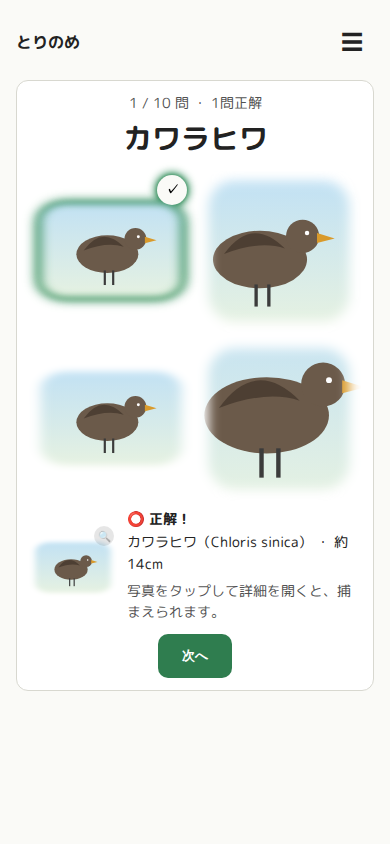 とりのめ
1 / 10 問 ・ 1問正解
カワラヒワ
✓
⭕ 正解！
カワラヒワ（Chloris sinica） ・ 約
14cm
写真をタップして詳細を開くと、捕
まえられます。
次へ